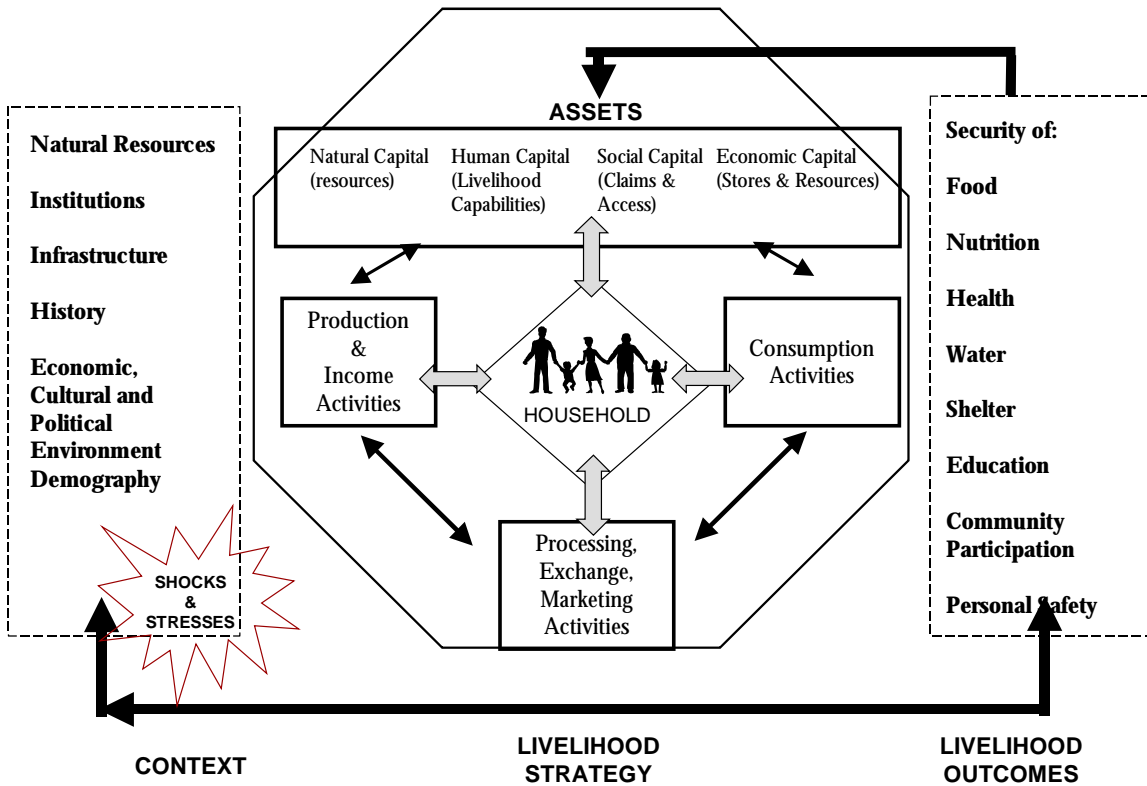 Natural Resources
Institutions
Infrastructure
History
Economic,
Cultural and
Political
Environment
Demography
SHOCKS
&
STRESSES
CONTEXT
ASSETS
Natural Capital
(resources)
Human Capital
(Livelihood
Capabilities)
Social Capital
(Claims &
Access)
Economic Capital
(Stores & Resources)
Production
&
Income
Activities
HOUSEHOLD
Consumption
Activities
Processing,
Exchange,
Marketing
Activities
LIVELIHOOD
STRATEGY
Security of:
Food
Nutrition
Health
Water
Shelter
Education
Community
Participation
Personal Safety
LIVELIHOOD
OUTCOMES